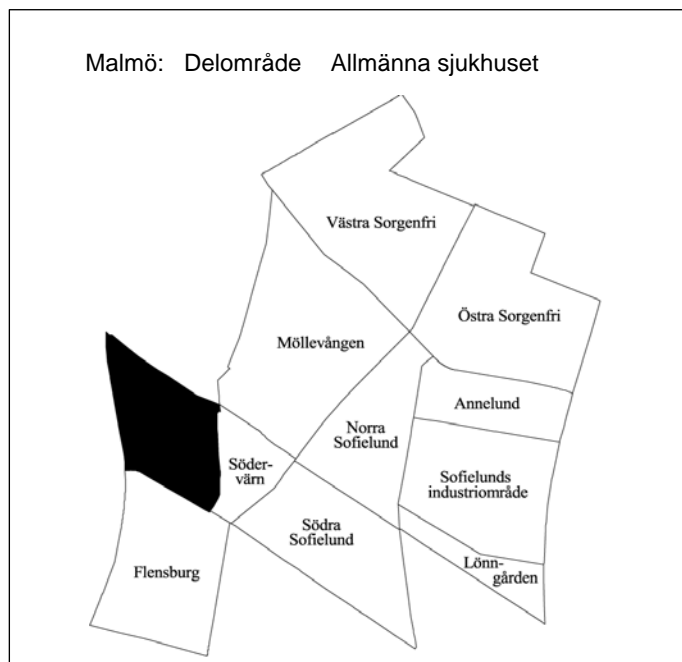 Malmö: Delområde Allmänna sjukhuset
Västra Sorgenfri
Östra Sorgenfri
Möllevången
Annelund
Norra
Sofielund
Söder-
värn
Sofielunds
industriområde
Södra
Sofielund
Lönn-
gården
Flensburg